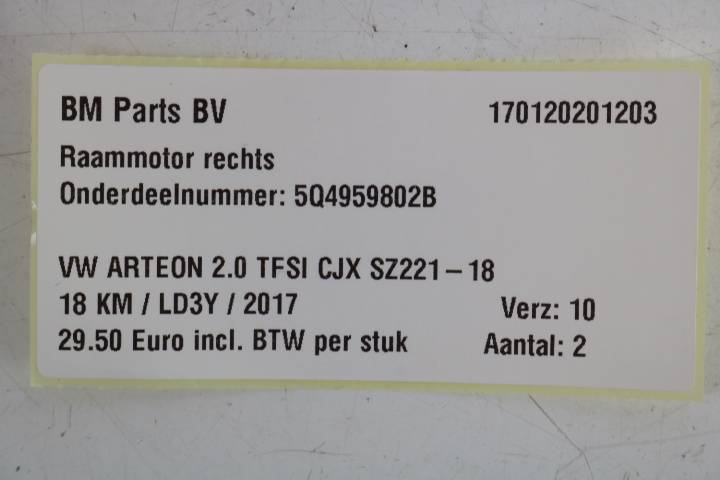 BM Parts BV 170120201203
Raammotor rechts
Onderdeelnummer: 5Q4959802B
VW ARTEON 2.0 TFSI CJX SZ221-18
18 KM / LD3Y / 2017 Verz: 10
29.50 Euro incl. BTW per stuk Aantal: 2